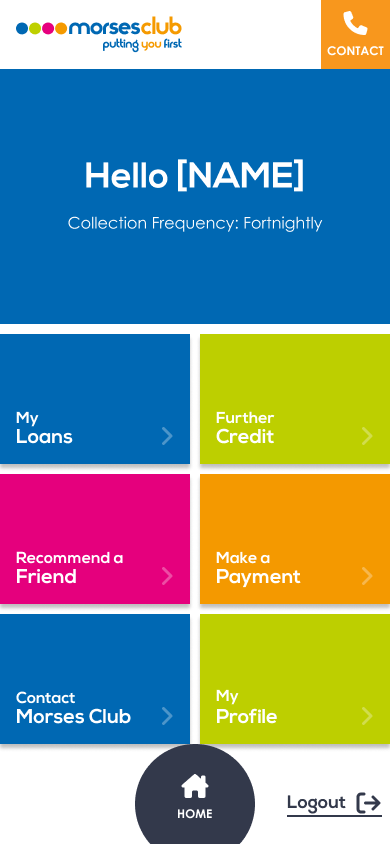 morsesclub
putting you first
CONTACT
Hello [NAME]
Collection Frequency: Fortnightly
My
Loans
Further
Credit
Recommend a
Friend
Make a
Payment
Contact
Morses Club
My
Profile
HOME
Logout